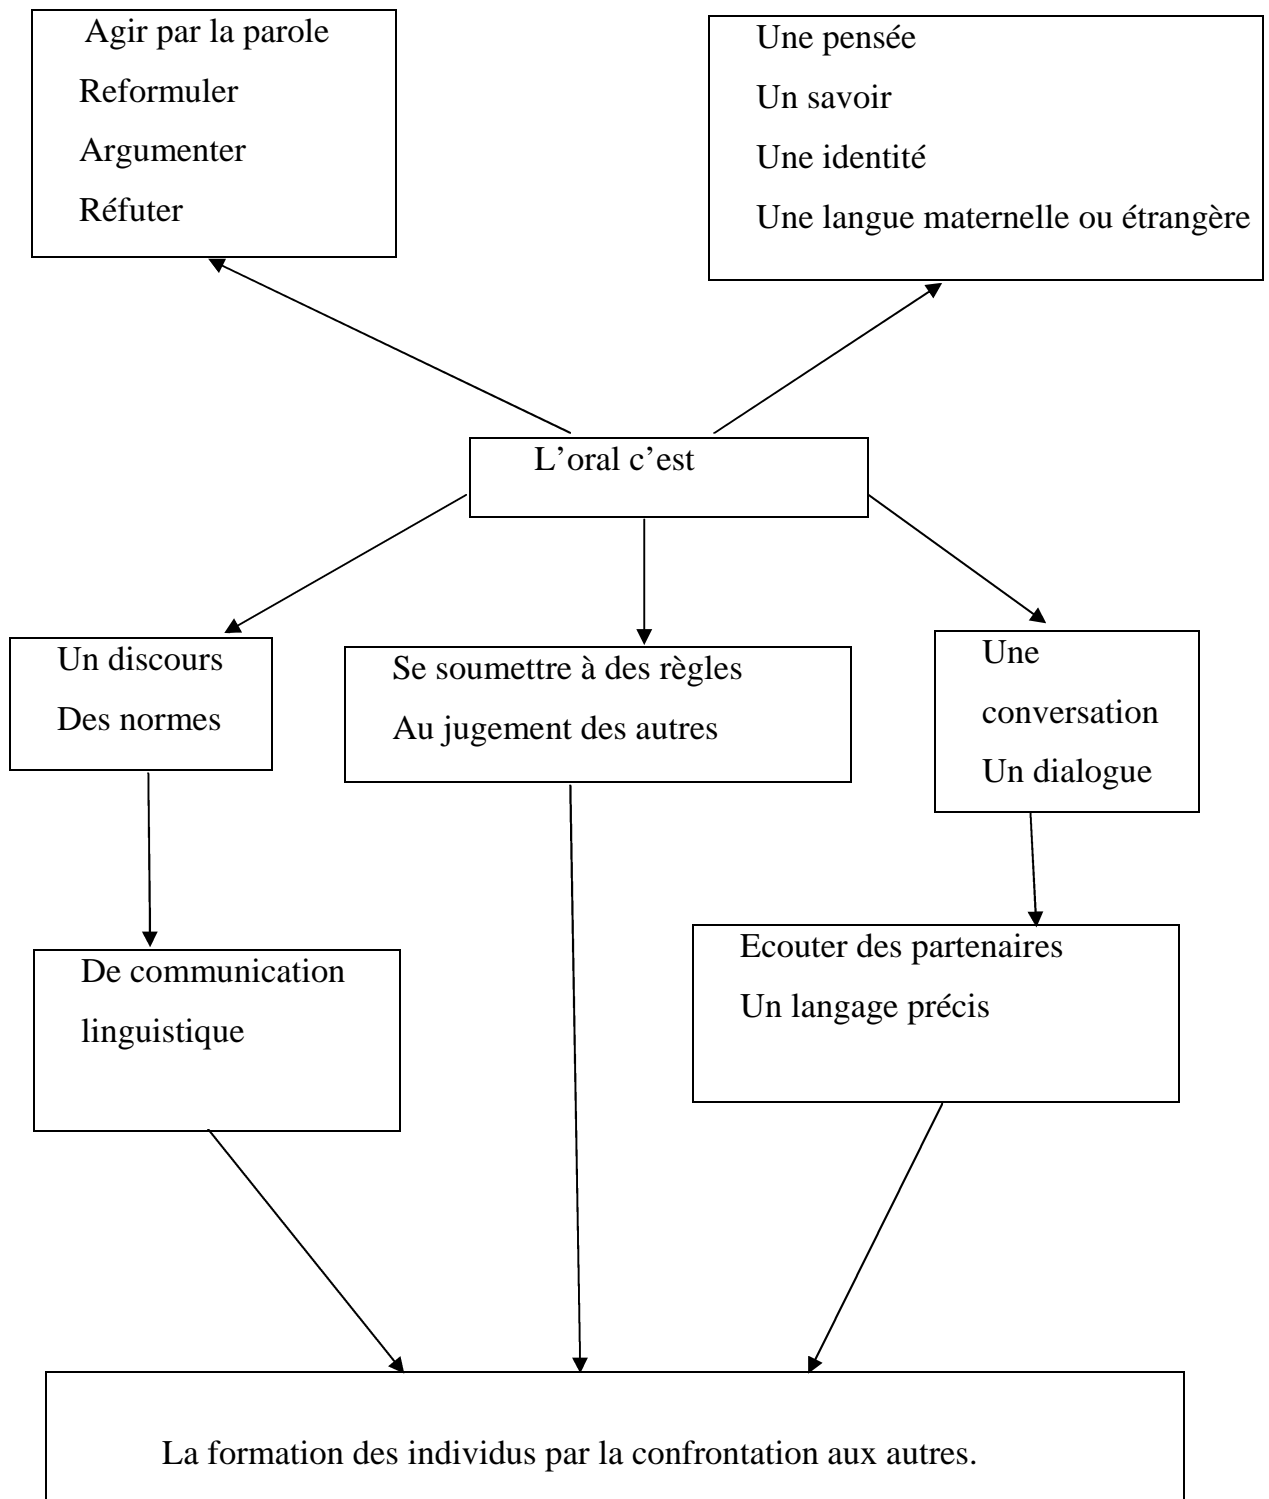 Agir par la parole
Reformuler
Argumenter
Réfuter
Une pensée
Un savoir
Une identité
Une langue maternelle ou étrangère
L’oral c’est
Un discours
Des normes
Se soumettre à des règles
Au jugement des autres
Une
conversation
Un dialogue
De communication
linguistique
Ecouter des partenaires
Un langage précis
La formation des individus par la confrontation aux autres.